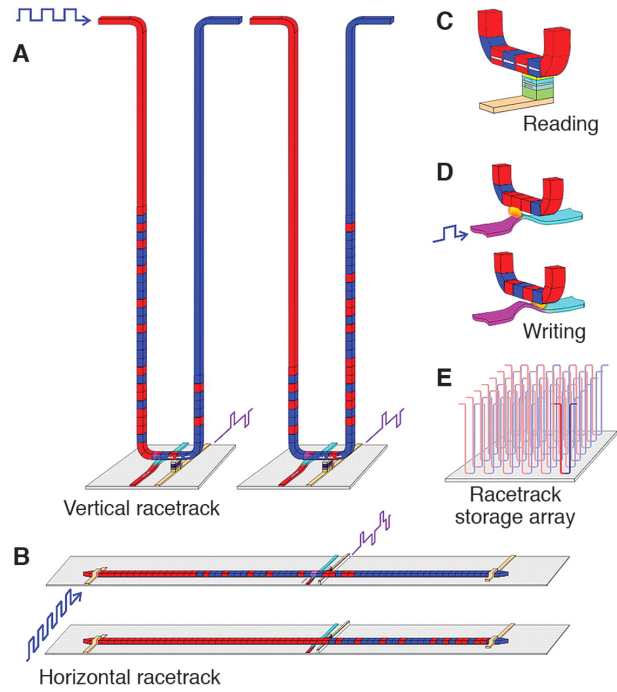 A
C
Reading
D
Writing
E
Racetrack
storage array
Vertical racetrack
B
Horizontal racetrack